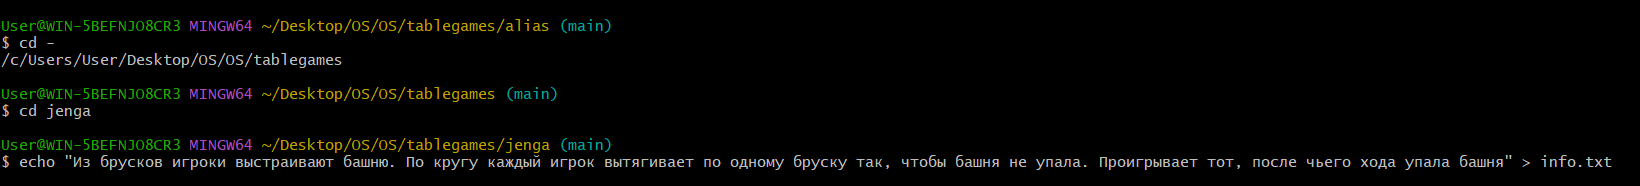 User@WIN-5BEFNJO8CR3 MINGW64 ~/Desktop/OS/OS/tablegames/alias (main)
$ cd -
/c/Users/User/Desktop/OS/OS/tablegames
User@WIN-5BEFNJO8CR3 MINGW64 ~/Desktop/OS/OS/tablegames (main)
$ cd jenga
User@WIN-5BEFNJO8CR3 MINGW64 ~/Desktop/OS/OS/tablegames/jenga (main)
$ echo "Из брусков игроки выстраивают башню. По кругу каждый игрок вытягивает по одному бруску так, чтобы башня не упала. Проигрывает тот, после чьего хода упала башня" > info.txt